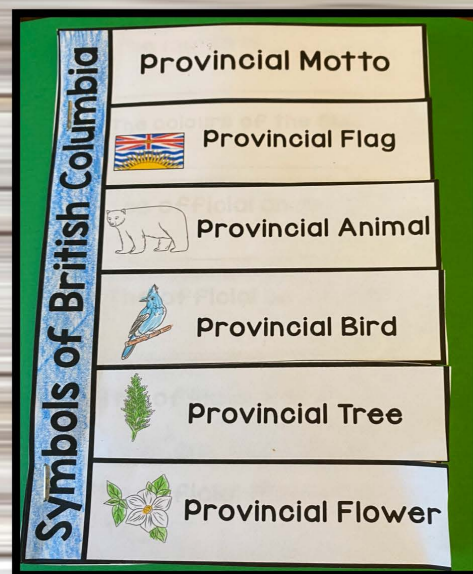 Symbols of British Columbia
Provincial Motto
Provincial Flag
Provincial Animal
Provincial Bird
Provincial Tree
Provincial Flower